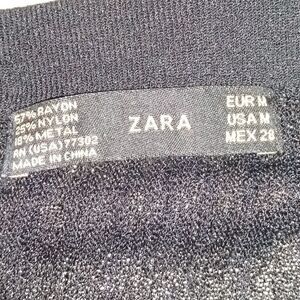 57% RAYON
25% NYLON
18% METAL
RN (USA) 77302
MADE IN CHINA
ZARA
EUR M
USA M
MEX 28